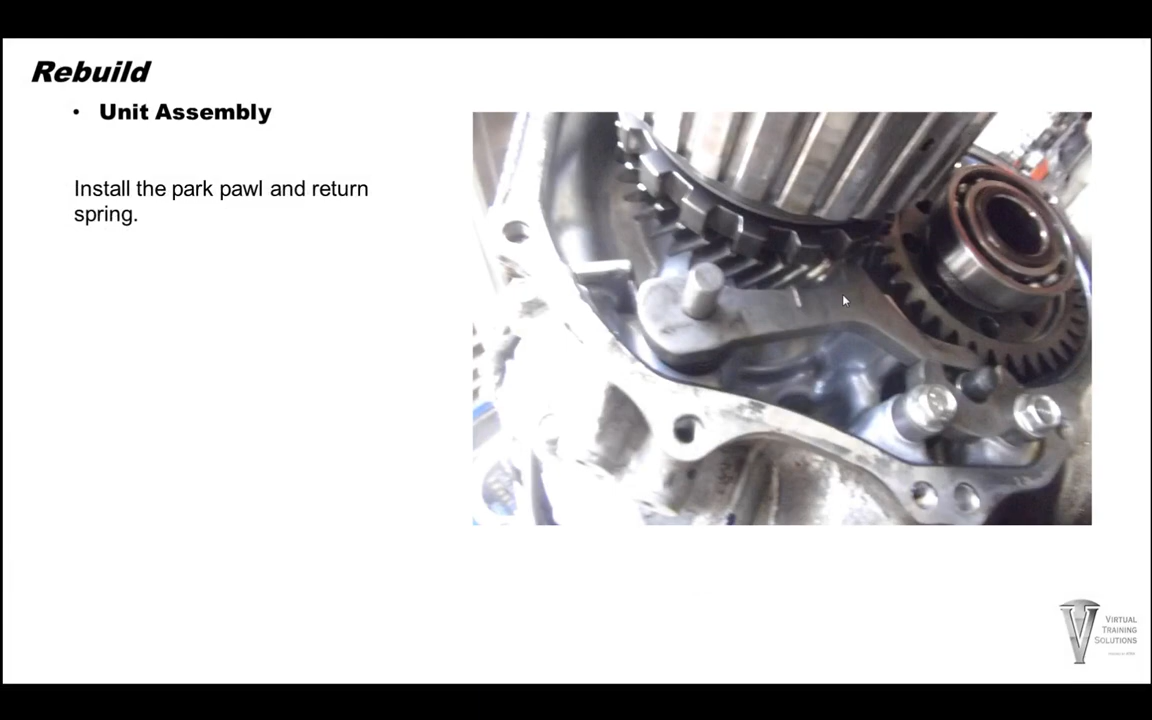 Rebuild
• Unit Assembly
Install the park pawl and return
spring.
VIRTUAL
TRAINING
SOLUTIONS